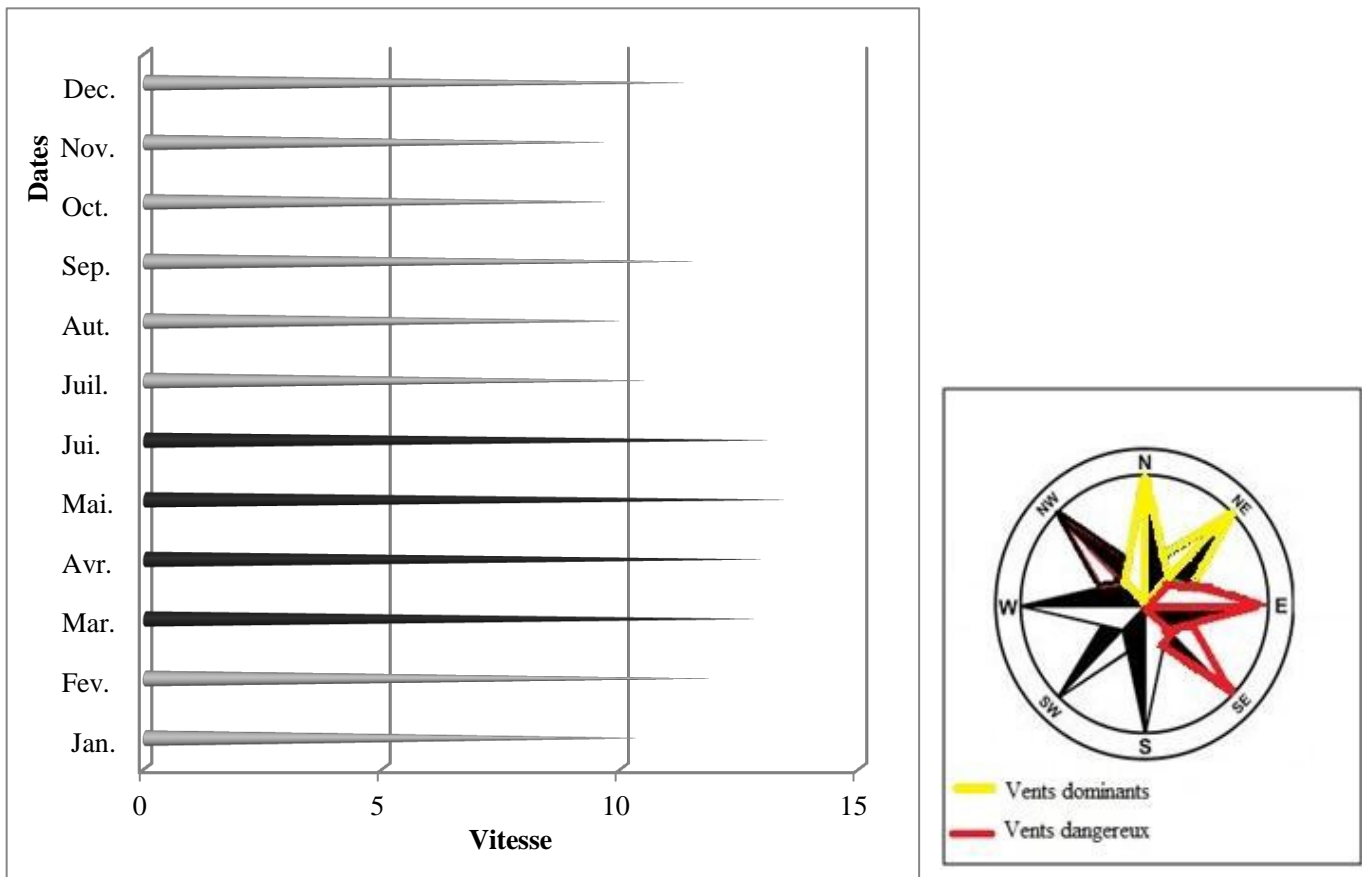 Dates
Dec.
Nov.
Oct.
Sep.
Aut.
Juil.
Jui.
Mai.
Avr.
Mar.
Fev.
Jan.
0 5 10 15
Vitesse
N
NW NE
W E
SW SE
S
Vents dominants
Vents dangereux